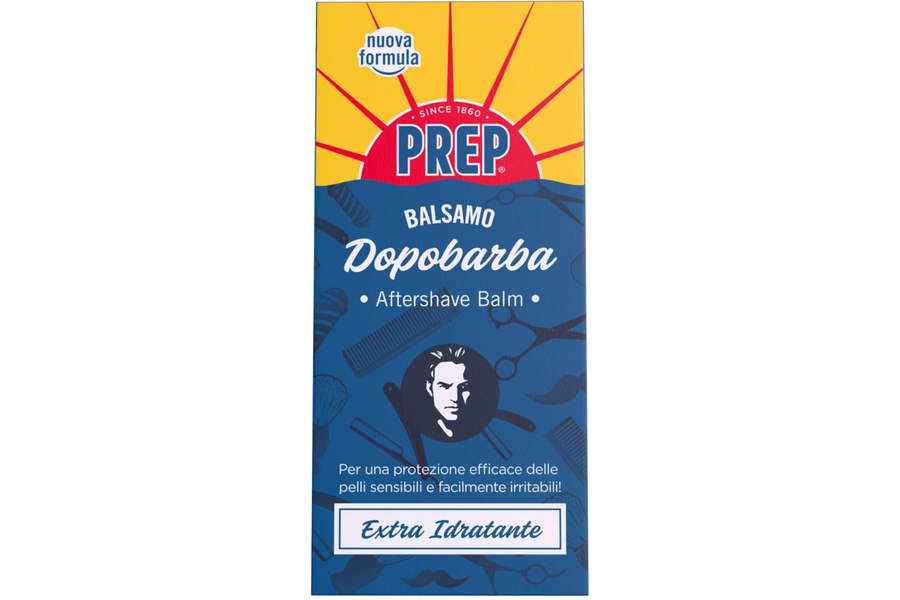 nuova
formula
• SINCE 1860 •
PREP®
BALSAMO
Dopobarba
• Aftershave Balm •
Per una protezione efficace delle
pelli sensibili e facilmente irritabili!
Extra Idratante